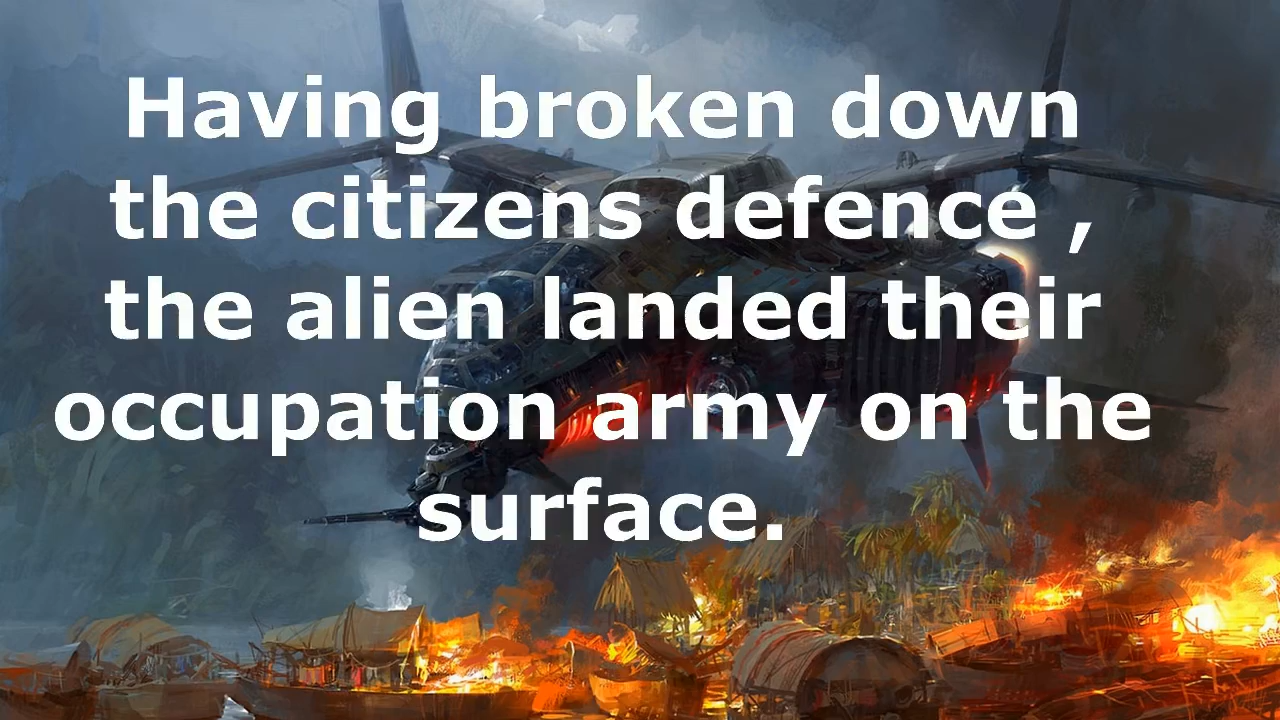 Having broken down
the citizens defence ,
the alien landed their
occupation army on the
surface.